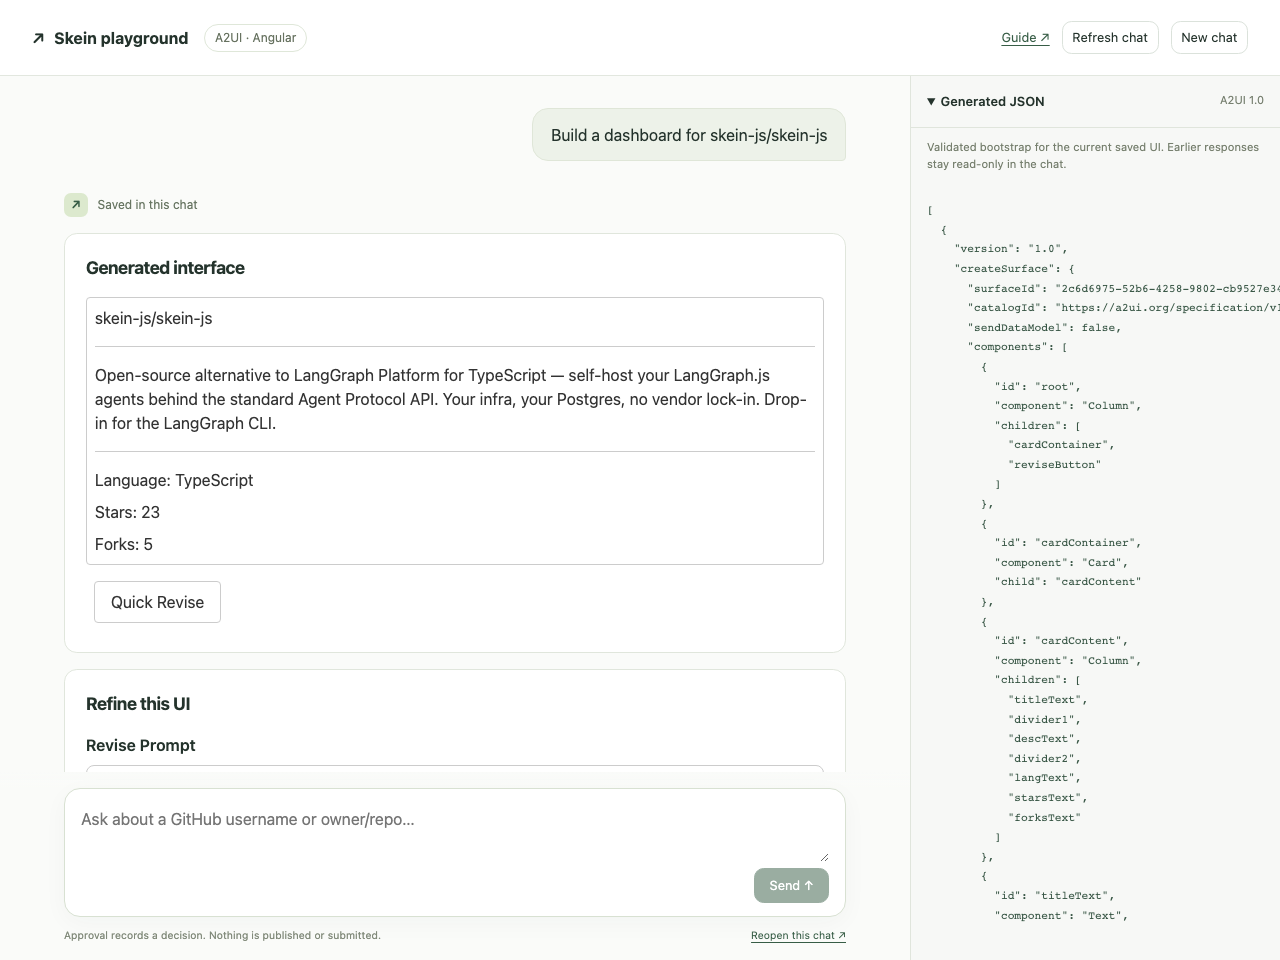 Skein playground
A2UI · Angular
Guide ↗
Refresh chat
New chat
Build a dashboard for skein-js/skein-js
Saved in this chat
Generated interface
skein-js/skein-js
Open-source alternative to LangGraph Platform for TypeScript — self-host your LangGraph.js
agents behind the standard Agent Protocol API. Your infra, your Postgres, no vendor lock-in. Drop-
in for the LangGraph CLI.
Language: TypeScript
Stars: 23
Forks: 5
Quick Revise
Refine this UI
Revise Prompt
Ask about a GitHub username or owner/repo...
Send ↑
Approval records a decision. Nothing is published or submitted.
Reopen this chat ↗
▼ Generated JSON
A2UI 1.0
Validated bootstrap for the current saved UI. Earlier responses
stay read-only in the chat.
[
  {
    "version": "1.0",
    "createSurface": {
      "surfaceId": "2c6d6975-52b6-4258-9802-cb9527e34
      "catalogId": "https://a2ui.org/specification/v1
      "sendDataModel": false,
      "components": [
        {
          "id": "root",
          "component": "Column",
          "children": [
            "cardContainer",
            "reviseButton"
          ]
        },
        {
          "id": "cardContainer",
          "component": "Card",
          "child": "cardContent"
        },
        {
          "id": "cardContent",
          "component": "Column",
          "children": [
            "titleText",
            "divider1",
            "descText",
            "divider2",
            "langText",
            "starsText",
            "forksText"
          ]
        },
        {
          "id": "titleText",
          "component": "Text",